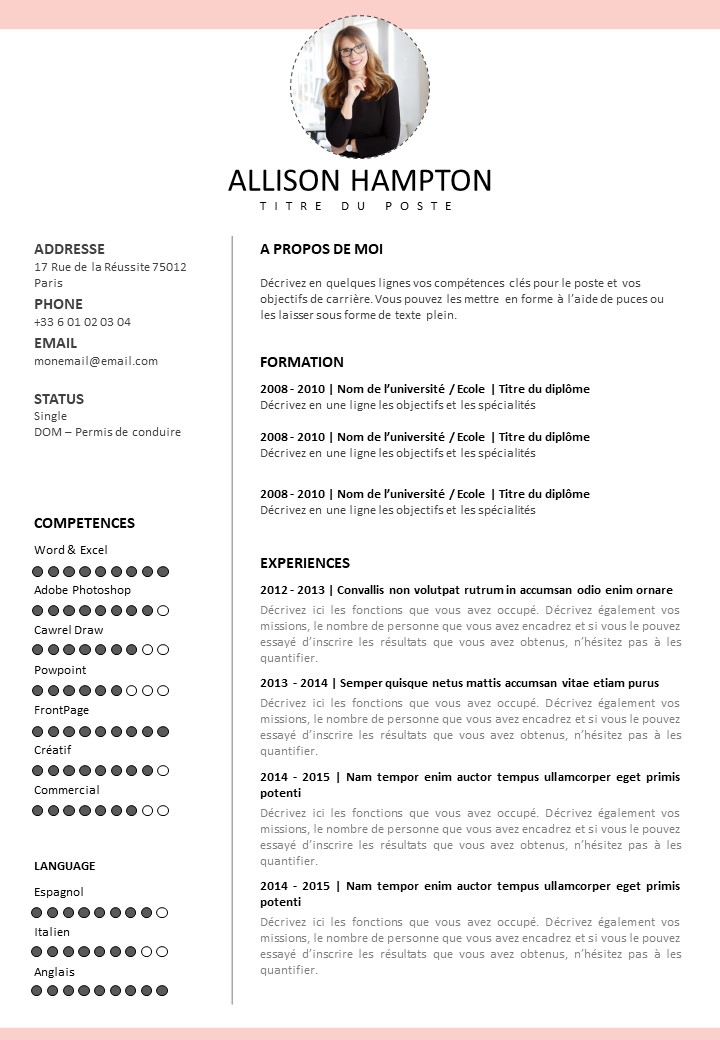 ALLISON HAMPTON
TITRE DU POSTE
ADDRESSE
17 Rue de la Réussite 75012
Paris
PHONE
+33 6 01 02 03 04
EMAIL
monemail@email.com
STATUS
Single
DOM – Permis de conduire
COMPETENCES
Word & Excel
Adobe Photoshop
Cawrel Draw
Powpoint
FrontPage
Créatif
Commercial
LANGUAGE
Espagnol
Italien
Anglais
A PROPOS DE MOI
Décrivez en quelques lignes vos compétences clés pour le poste et vos
objectifs de carrière. Vous pouvez les mettre en forme à l’aide de puces ou
les laisser sous forme de texte plein.
FORMATION
2008 - 2010 | Nom de l’université / Ecole | Titre du diplôme
Décrivez en une ligne les objectifs et les spécialités
2008 - 2010 | Nom de l’université / Ecole | Titre du diplôme
Décrivez en une ligne les objectifs et les spécialités
2008 - 2010 | Nom de l’université / Ecole | Titre du diplôme
Décrivez en une ligne les objectifs et les spécialités
EXPERIENCES
2012 - 2013 | Convallis non volutpat rutrum in accumsan odio enim ornare
Décrivez ici les fonctions que vous avez occupé. Décrivez également vos
missions, le nombre de personne que vous avez encadrez et si vous le pouvez
essayé d’inscrire les résultats que vous avez obtenus, n’hésitez pas à les
quantifier.
2013 - 2014 | Semper quisque netus mattis accumsan vitae etiam purus
Décrivez ici les fonctions que vous avez occupé. Décrivez également vos
missions, le nombre de personne que vous avez encadrez et si vous le pouvez
essayé d’inscrire les résultats que vous avez obtenus, n’hésitez pas à les
quantifier.
2014 - 2015 | Nam tempor enim auctor tempus ullamcorper eget primis
potenti
Décrivez ici les fonctions que vous avez occupé. Décrivez également vos
missions, le nombre de personne que vous avez encadrez et si vous le pouvez
essayé d’inscrire les résultats que vous avez obtenus, n’hésitez pas à les
quantifier.
2014 - 2015 | Nam tempor enim auctor tempus ullamcorper eget primis
potenti
Décrivez ici les fonctions que vous avez occupé. Décrivez également vos
missions, le nombre de personne que vous avez encadrez et si vous le pouvez
essayé d’inscrire les résultats que vous avez obtenus, n’hésitez pas à les
quantifier.